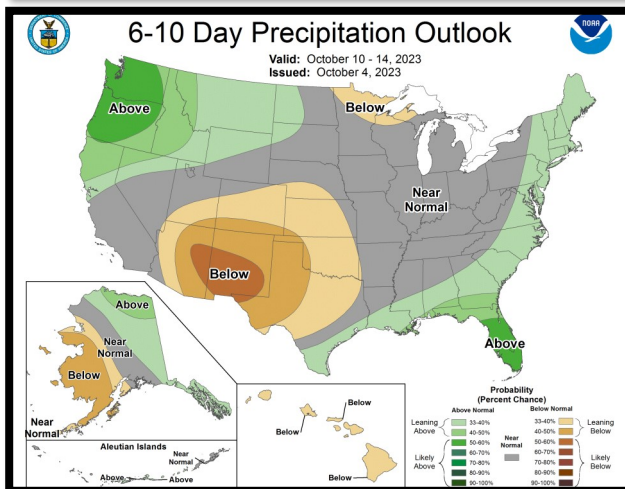 6-10 Day Precipitation Outlook
NOAA
Valid: October 10 - 14, 2023
Issued: October 4, 2023
Above
Below
Near
Normal
Below
Above
Above
Near
Normal
Below
Near
Normal
Aleutian Islands
Near
Normal
Above
Above
Below
Below
Below
Below
Probability
(Percent Chance)
Above Normal
Below Normal
Leaning
Above
33-40%
40-50%
Likely
Above
50-60%
60-70%
70-80%
80-90%
90-100%
Near
Normal
33-40%
40-50%
Leaning
Below
50-60%
60-70%
70-80%
80-90%
90-100%
Likely
Below